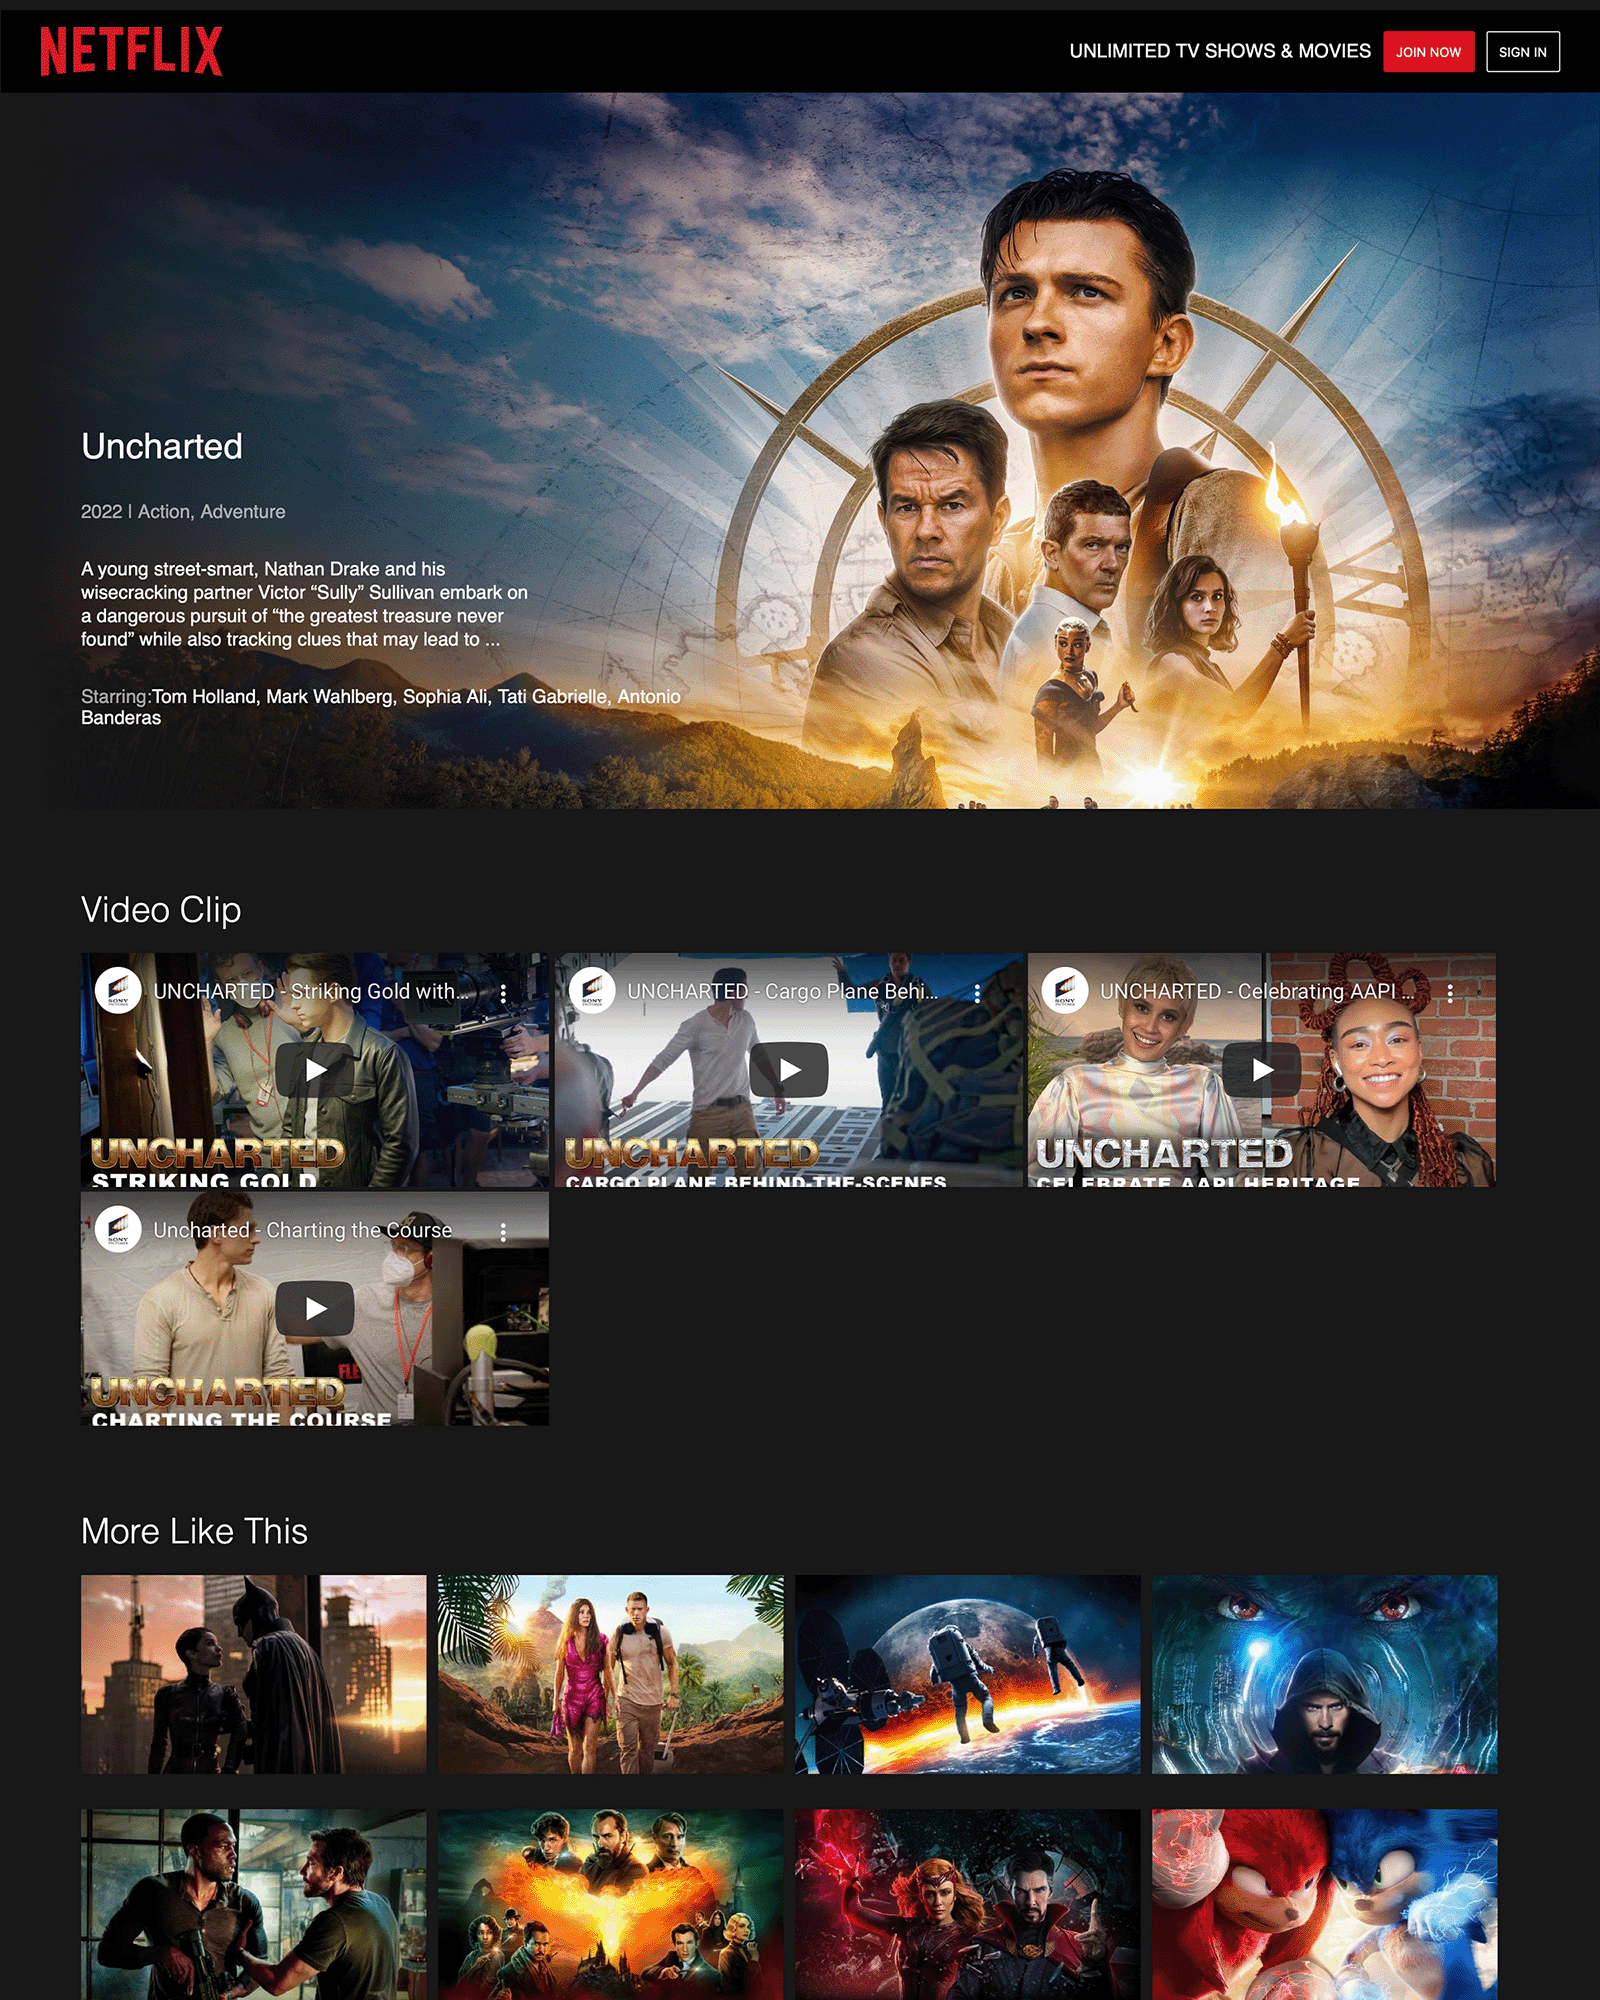 NETFLIX
UNLIMITED TV SHOWS & MOVIES
JOIN NOW
SIGN IN
Uncharted
2022 | Action, Adventure
A young street-smart, Nathan Drake and his
wisecracking partner Victor “Sully” Sullivan embark on
a dangerous pursuit of “the greatest treasure never
found” while also tracking clues that may lead to ...
Starring:Tom Holland, Mark Wahlberg, Sophia Ali, Tati Gabrielle, Antonio
Banderas
Video Clip
SONY
UNCHARTED - Striking Gold with...
UNCHARTED
STRIKING GOLD
SONY
UNCHARTED - Cargo Plane Behi...
UNCHARTED
CARGO PLANE BEHIND-THE-SCENES
SONY
UNCHARTED - Celebrating AAPI ...
UNCHARTED
CELEBRATE AAPI HERITAGE
SONY
Uncharted - Charting the Course
UNCHARTED
CHARTING THE COURSE
More Like This